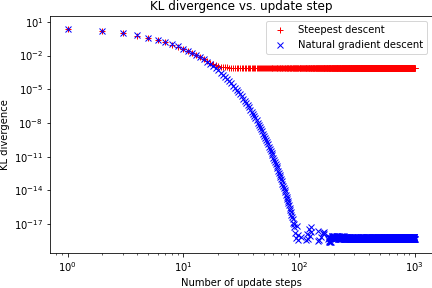 KL divergence vs. update step
Steepest descent
Natural gradient descent
KL divergence
10¹
10⁻²
10⁻⁵
10⁻⁸
10⁻¹¹
10⁻¹⁴
10⁻¹⁷
10⁰ 10¹ 10² 10³
Number of update steps